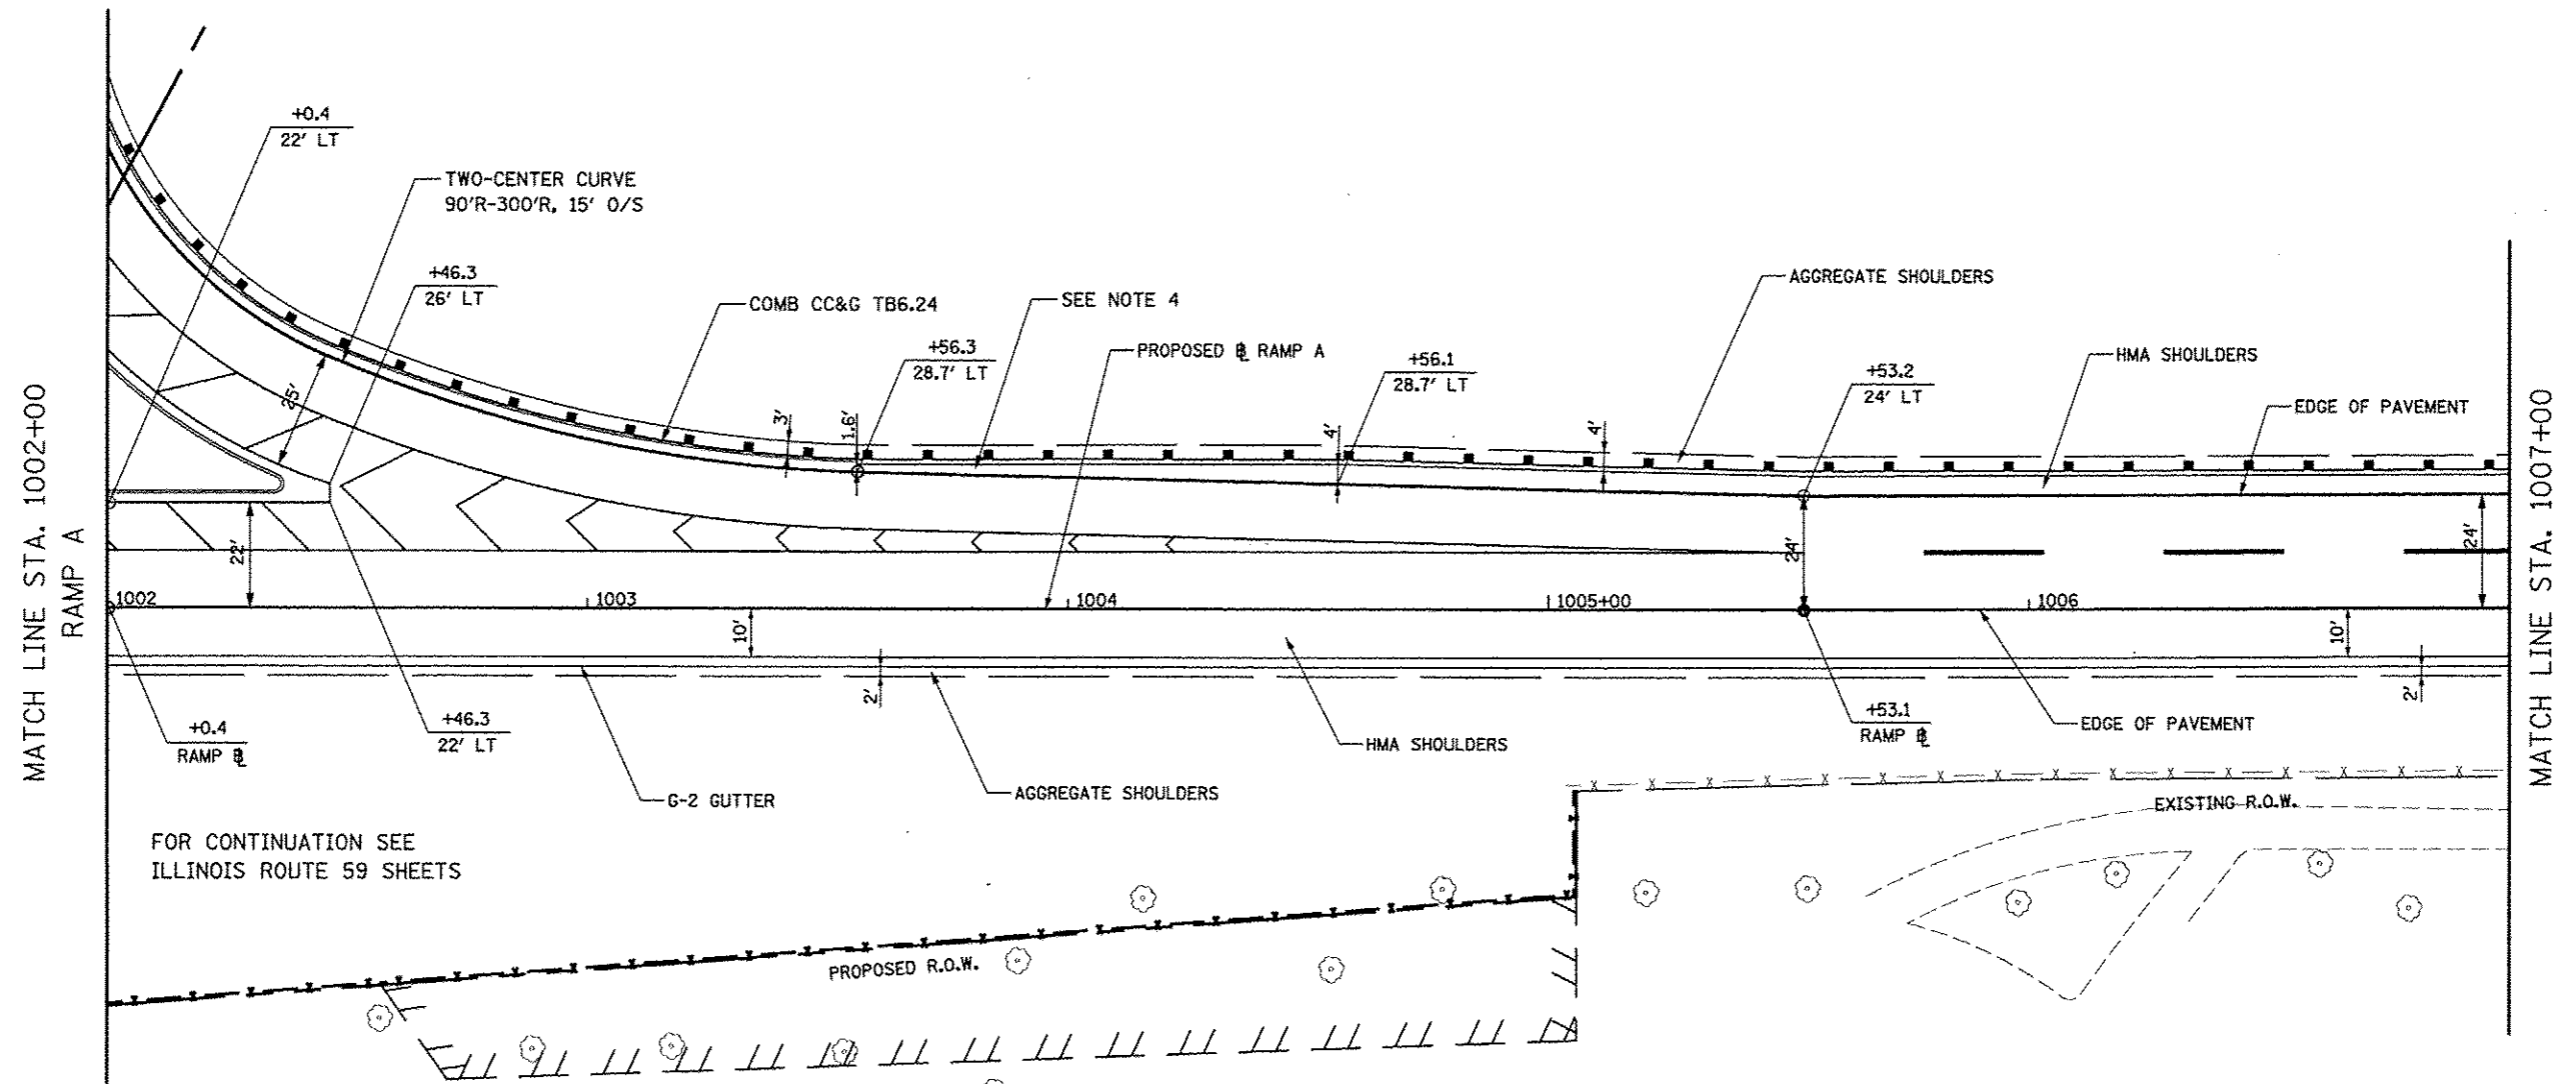 +0.4
22' LT
TWO-CENTER CURVE
90'R-300'R, 15' O/S
+46.3
26' LT
COMB CC&G TB6.24
SEE NOTE 4
AGGREGATE SHOULDERS
PROPOSED ℄ RAMP A
+56.3
28.7' LT
+56.1
28.7' LT
HMA SHOULDERS
+53.2
24' LT
EDGE OF PAVEMENT
25'
3'
1.6'
4'
4'
MATCH LINE STA. 1002+00
RAMP A
MATCH LINE STA. 1007+00
22'
24'
24'
1002
1003
1004
1005+00
1006
10'
10'
2'
2'
+0.4
RAMP ℄
+46.3
22' LT
+53.1
RAMP ℄
EDGE OF PAVEMENT
HMA SHOULDERS
G-2 GUTTER
AGGREGATE SHOULDERS
EXISTING R.O.W.
FOR CONTINUATION SEE
ILLINOIS ROUTE 59 SHEETS
PROPOSED R.O.W.